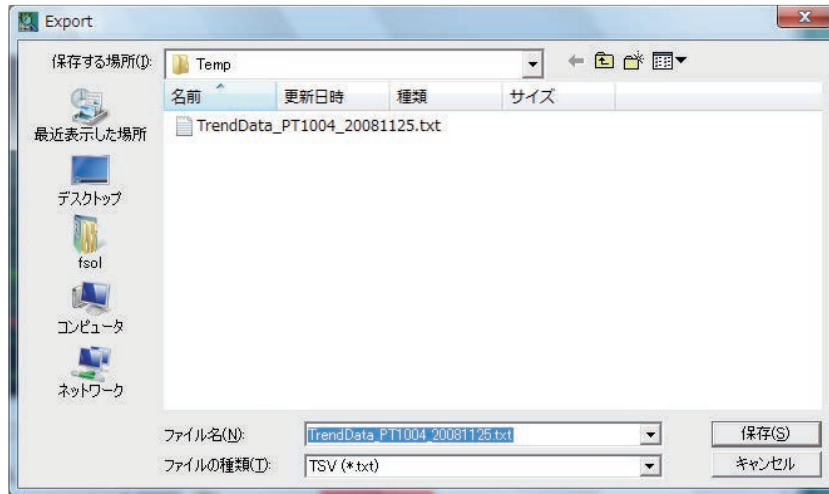 Export
保存する場所(I):
Temp
名前
更新日時
種類
サイズ
TrendData_PT1004_20081125.txt
最近表示した場所
デスクトップ
fsol
コンピュータ
ネットワーク
ファイル名(N):
TrendData_PT1004_20081125.txt
保存(S)
ファイルの種類(T):
TSV (*.txt)
キャンセル